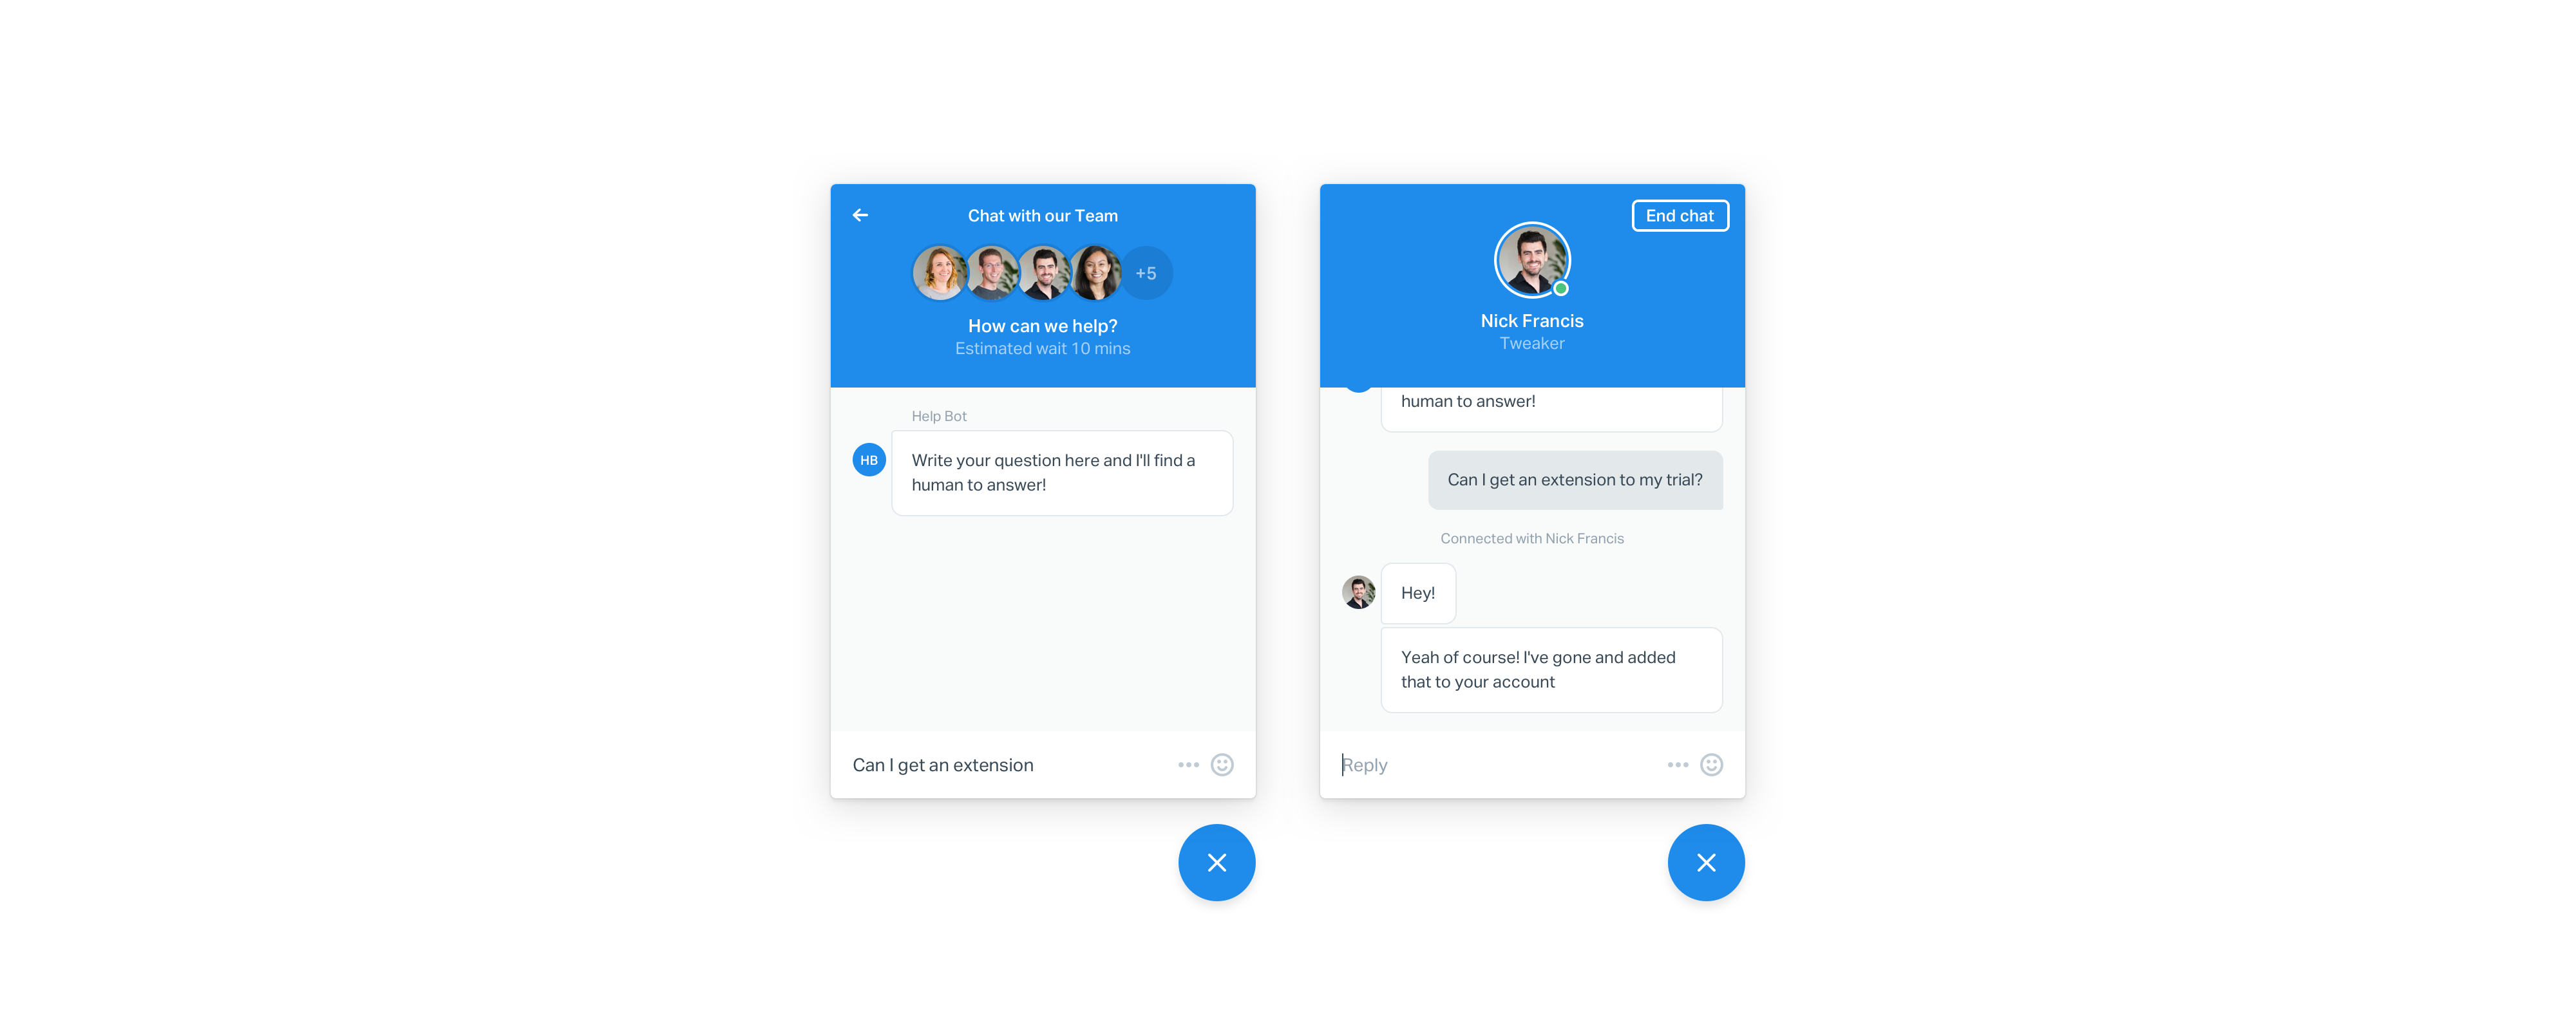 Chat with our Team
+5
How can we help?
Estimated wait 10 mins
Help Bot
HB
Write your question here and I'll find a
human to answer!
Can I get an extension
End chat
Nick Francis
Tweaker
human to answer!
Can I get an extension to my trial?
Connected with Nick Francis
Hey!
Yeah of course! I've gone and added
that to your account
Reply